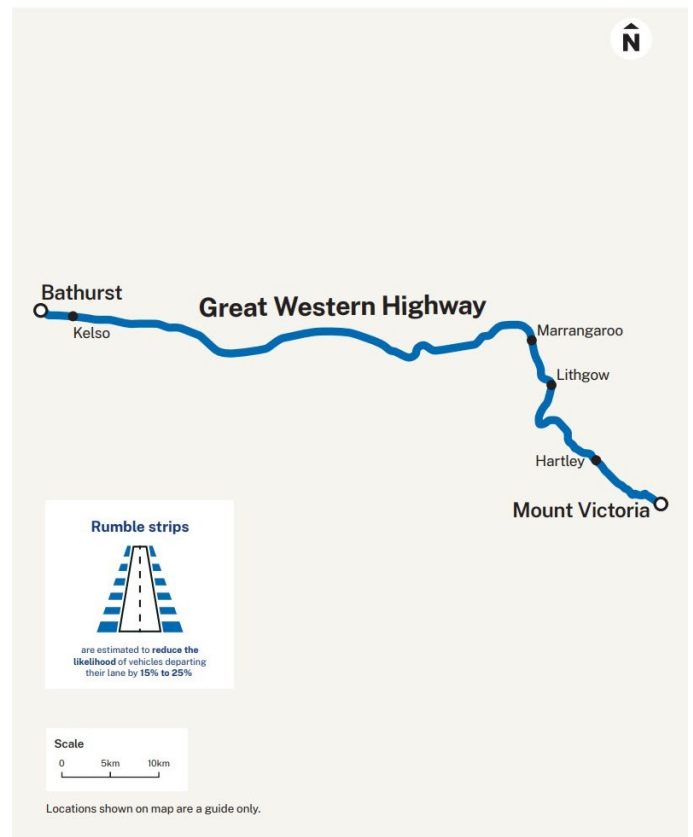 N
Bathurst
Great Western Highway
Kelso
Marrangaroo
Lithgow
Hartley
Mount Victoria
Rumble strips
are estimated to reduce the
likelihood of vehicles departing
their lane by 15% to 25%
Scale
0 5km 10km
Locations shown on map are a guide only.